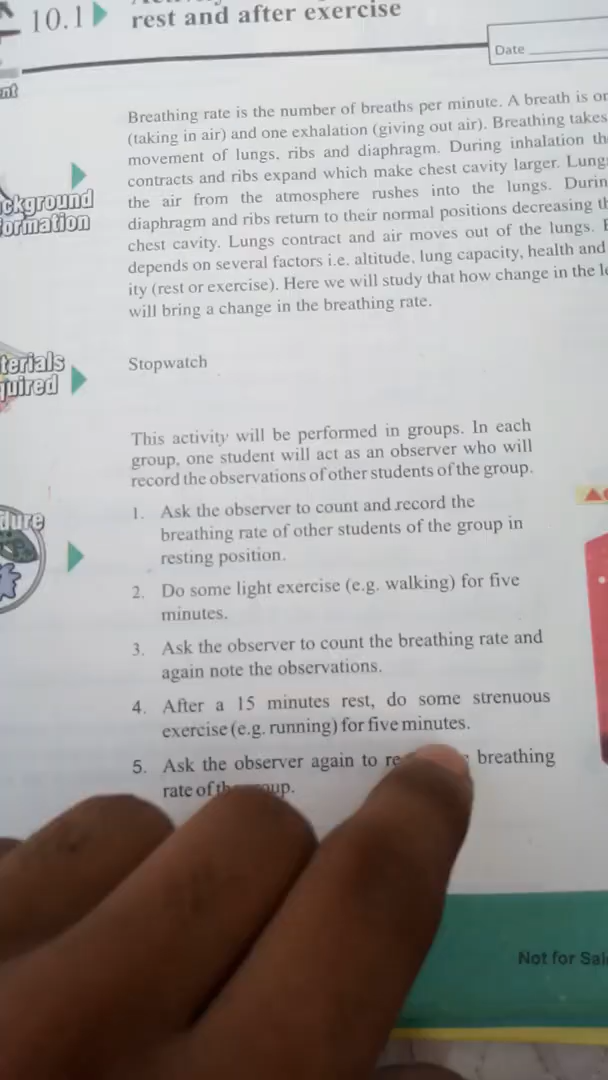 10.1 rest and after exercise
Date
nt
Breathing rate is the number of breaths per minute. A breath is
(taking in air) and one exhalation (giving out air). Breathing takes
movement of lungs, ribs and diaphragm. During inhalation
contracts and ribs expand which make chest cavity larger.
the air from the atmosphere rushes into the lungs.
diaphragm and ribs return to their normal positions decreasing
chest cavity. Lungs contract and air moves out of the lungs.
depends on several factors i.e. altitude, lung capacity, health and
ity (rest or exercise). Here we will study that how change in the
will bring a change in the breathing rate.
ckground
ormation
terials
quired
Stopwatch
This activity will be performed in groups. In each
group, one student will act as an observer who will
record the observations of other students of the group.
dure
1. Ask the observer to count and record the
breathing rate of other students of the group in
resting position.
2. Do some light exercise (e.g. walking) for five
minutes.
3. Ask the observer to count the breathing rate and
again note the observations.
4. After a 15 minutes rest, do some strenuous
exercise (e.g. running) for five minutes.
5. Ask the observer again to breathing
rate of
Not for